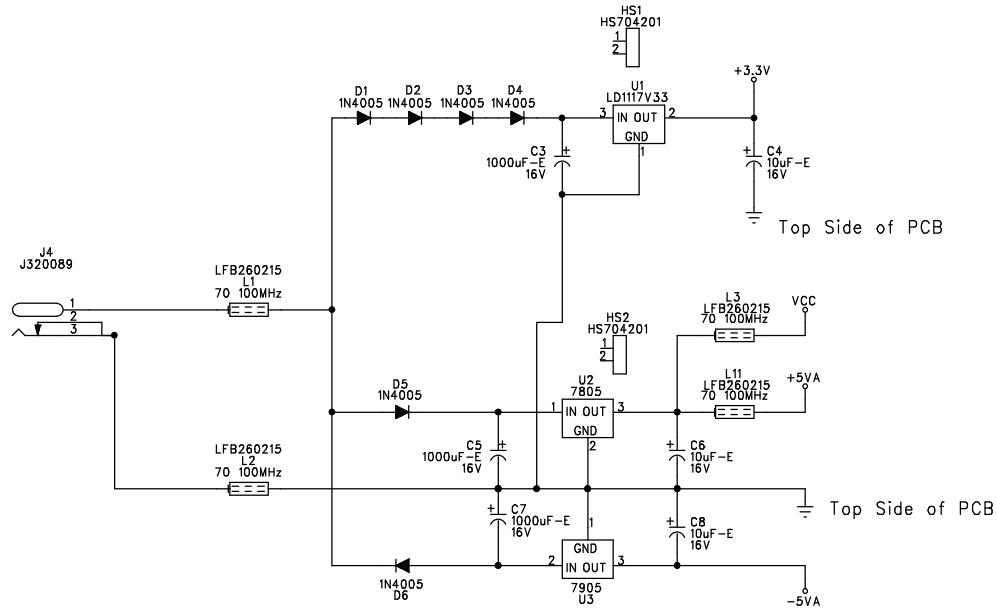 HS1
HS704201
1
2
+3.3V
U1
LD1117V33
D1
1N4005
D2
1N4005
D3
1N4005
D4
1N4005
3
IN OUT
2
GND
1
C3
1000uF-E
16V
+
+
C4
10uF-E
16V
Top Side of PCB
J4
J320089
1
2
3
LFB260215
L1
70 100MHz
L3
LFB260215
70 100MHz
VCC
HS2
HS704201
1
2
L11
LFB260215
70 100MHz
+5VA
D5
1N4005
U2
7805
1
IN OUT
3
GND
2
C5
1000uF-E
16V
+
+
C6
10uF-E
16V
LFB260215
L2
70 100MHz
Top Side of PCB
+
C7
1000uF-E
16V
1
+
C8
10uF-E
16V
GND
2
IN OUT
3
7905
U3
1N4005
D6
-5VA